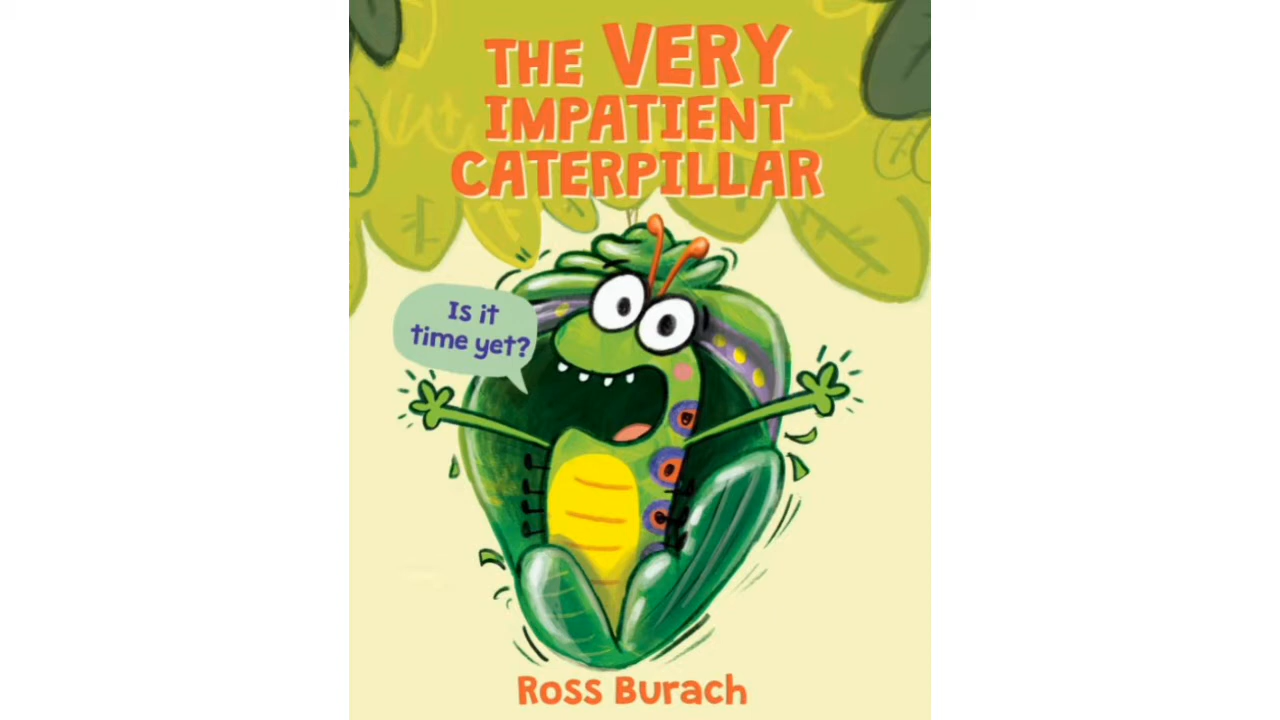 THE VERY
IMPATIENT
CATERPILLAR
Is it
time yet?
Ross Burach